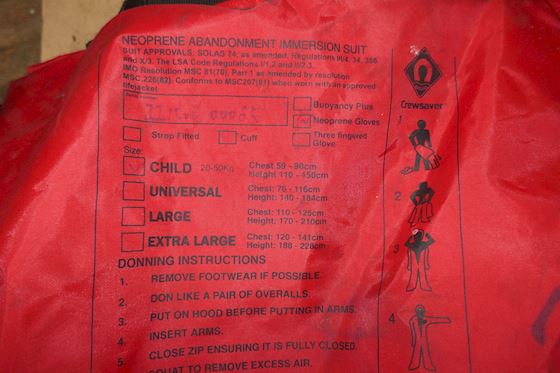 NEOPRENE ABANDONMENT IMMERSION SUIT
SUIT APPROVALS: SOLAS 74, as amended, Regulations III/4, 34, 356
and X/3. The LSA Code Regulations I/1.2 and II/2.3.
IMO Resolution MSC 81(70), Part 1 as amended by resolution
MSC.226(82). Conforms to MSC207(81) when worn with an approved
lifejacket
Buoyancy Plus
Neoprene Gloves
Three fingered
Glove
Strop Fitted
Cuff
Size:
CHILD 20-50Kg Chest 59 - 90cm
Height 110 - 150cm
UNIVERSAL Chest: 76 - 116cm
Height: 140 - 184cm
LARGE Chest: 110 - 125cm
Height: 170 - 210cm
EXTRA LARGE Chest: 120 - 141cm
Height: 188 - 228cm
DONNING INSTRUCTIONS
1. REMOVE FOOTWEAR IF POSSIBLE.
2. DON LIKE A PAIR OF OVERALLS.
3. PUT ON HOOD BEFORE PUTTING IN ARMS.
4. INSERT ARMS.
5. CLOSE ZIP ENSURING IT IS FULLY CLOSED.
SQUAT TO REMOVE EXCESS AIR.
Crewsaver
1
2
3
4